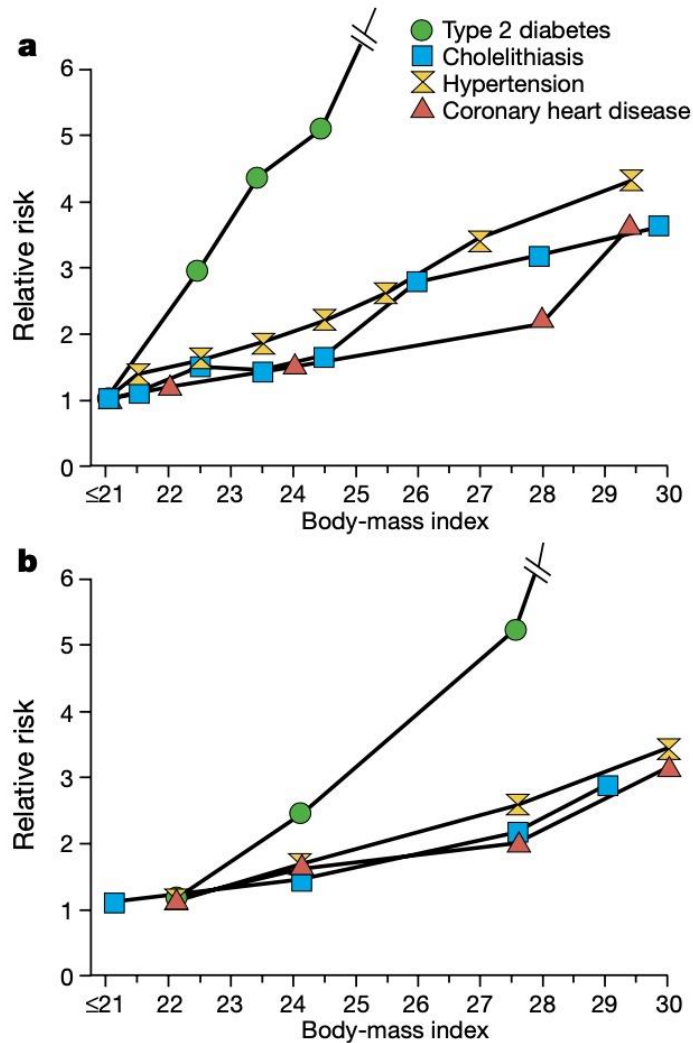 a
Type 2 diabetes
Cholelithiasis
Hypertension
Coronary heart disease
6
5
4
3
2
1
0
Relative risk
≤21 22 23 24 25 26 27 28 29 30
Body-mass index
b
6
5
4
3
2
1
0
Relative risk
≤21 22 23 24 25 26 27 28 29 30
Body-mass index